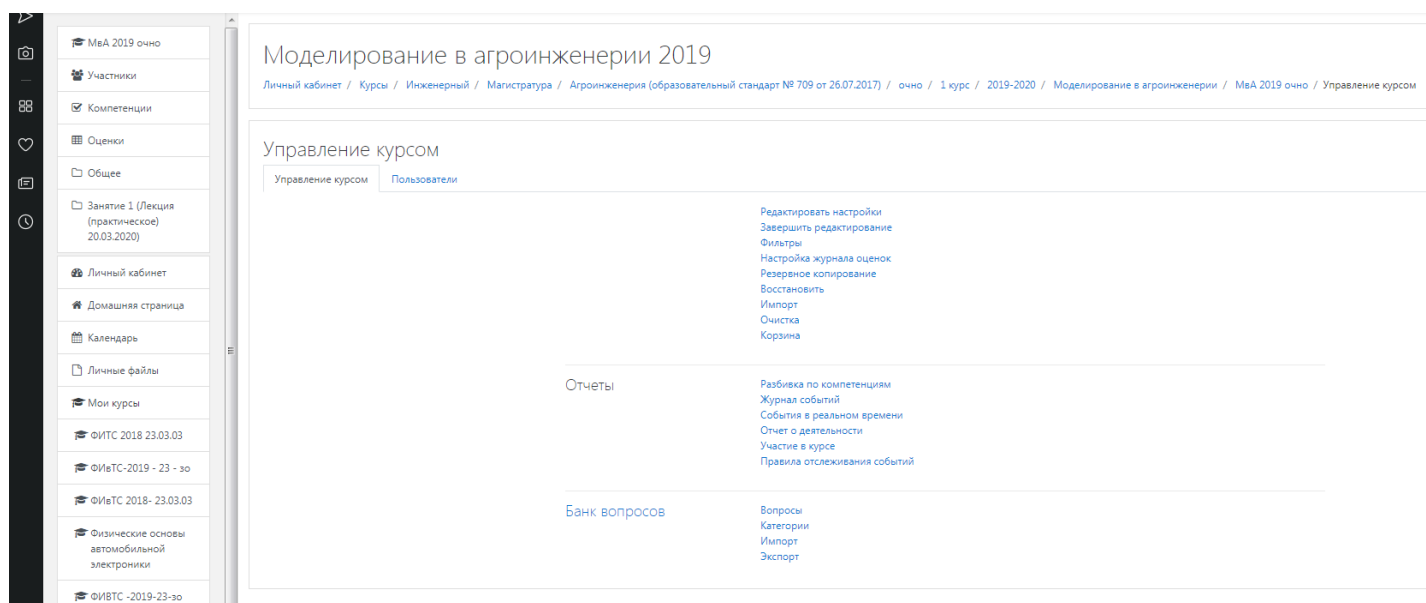 МвА 2019 очно
Участники
Компетенции
Оценки
Общее
Занятие 1 (Лекция
(практическое)
20.03.2020)
Личный кабинет
Домашняя страница
Календарь
Личные файлы
Мои курсы
ФИТС 2018 23.03.03
ФИвТС-2019 - 23 - зо
ФИвТС 2018- 23.03.03
Физические основы
автомобильной
электроники
ФИВТС -2019-23-зо
Моделирование в агроинженерии 2019
Личный кабинет / Курсы / Инженерный / Магистратура / Агроинженерия (образовательный стандарт № 709 от 26.07.2017) / очно / 1 курс / 2019-2020 / Моделирование в агроинженерии / МвА 2019 очно / Управление курсом
Управление курсом
Управление курсом Пользователи
Редактировать настройки
Завершить редактирование
Фильтры
Настройка журнала оценок
Резервное копирование
Восстановить
Импорт
Очистка
Корзина
Отчеты
Разбивка по компетенциям
Журнал событий
События в реальном времени
Отчет о деятельности
Участие в курсе
Правила отслеживания событий
Банк вопросов
Вопросы
Категории
Импорт
Экспорт